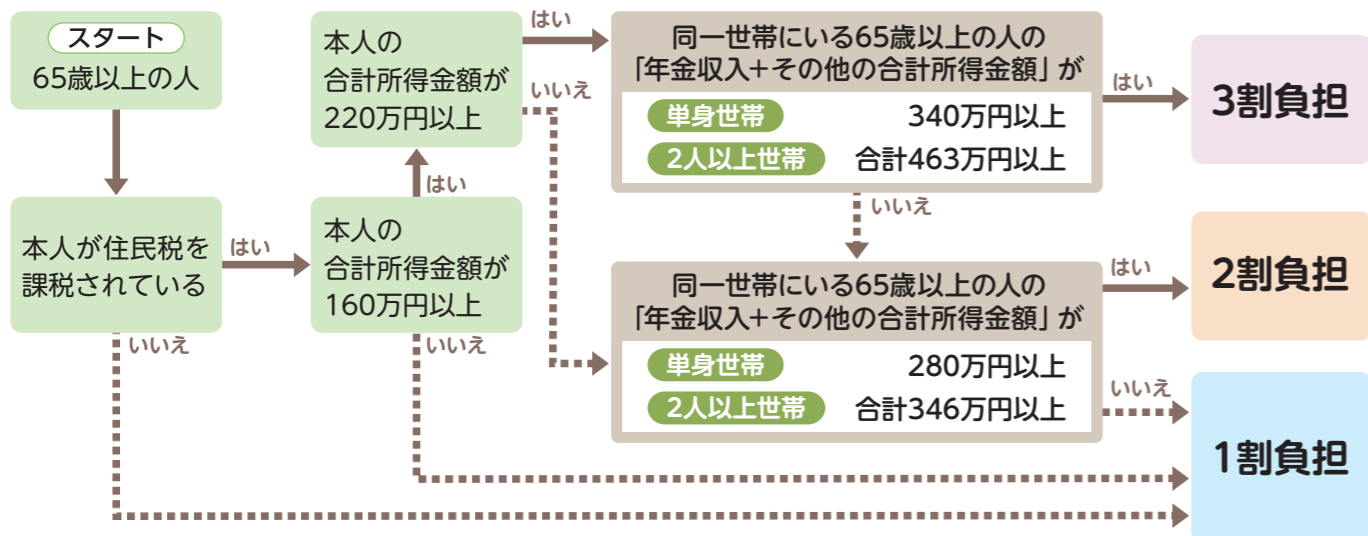 スタート
65歳以上の人
本人が住民税を
課税されている
はい
いいえ
本人の
合計所得金額が
160万円以上
はい
いいえ
本人の
合計所得金額が
220万円以上
はい
いいえ
同一世帯にいる65歳以上の人の
「年金収入+その他の合計所得金額」が
単身世帯 340万円以上
2人以上世帯 合計463万円以上
はい
いいえ
同一世帯にいる65歳以上の人の
「年金収入+その他の合計所得金額」が
単身世帯 280万円以上
2人以上世帯 合計346万円以上
はい
いいえ
3割負担
2割負担
1割負担